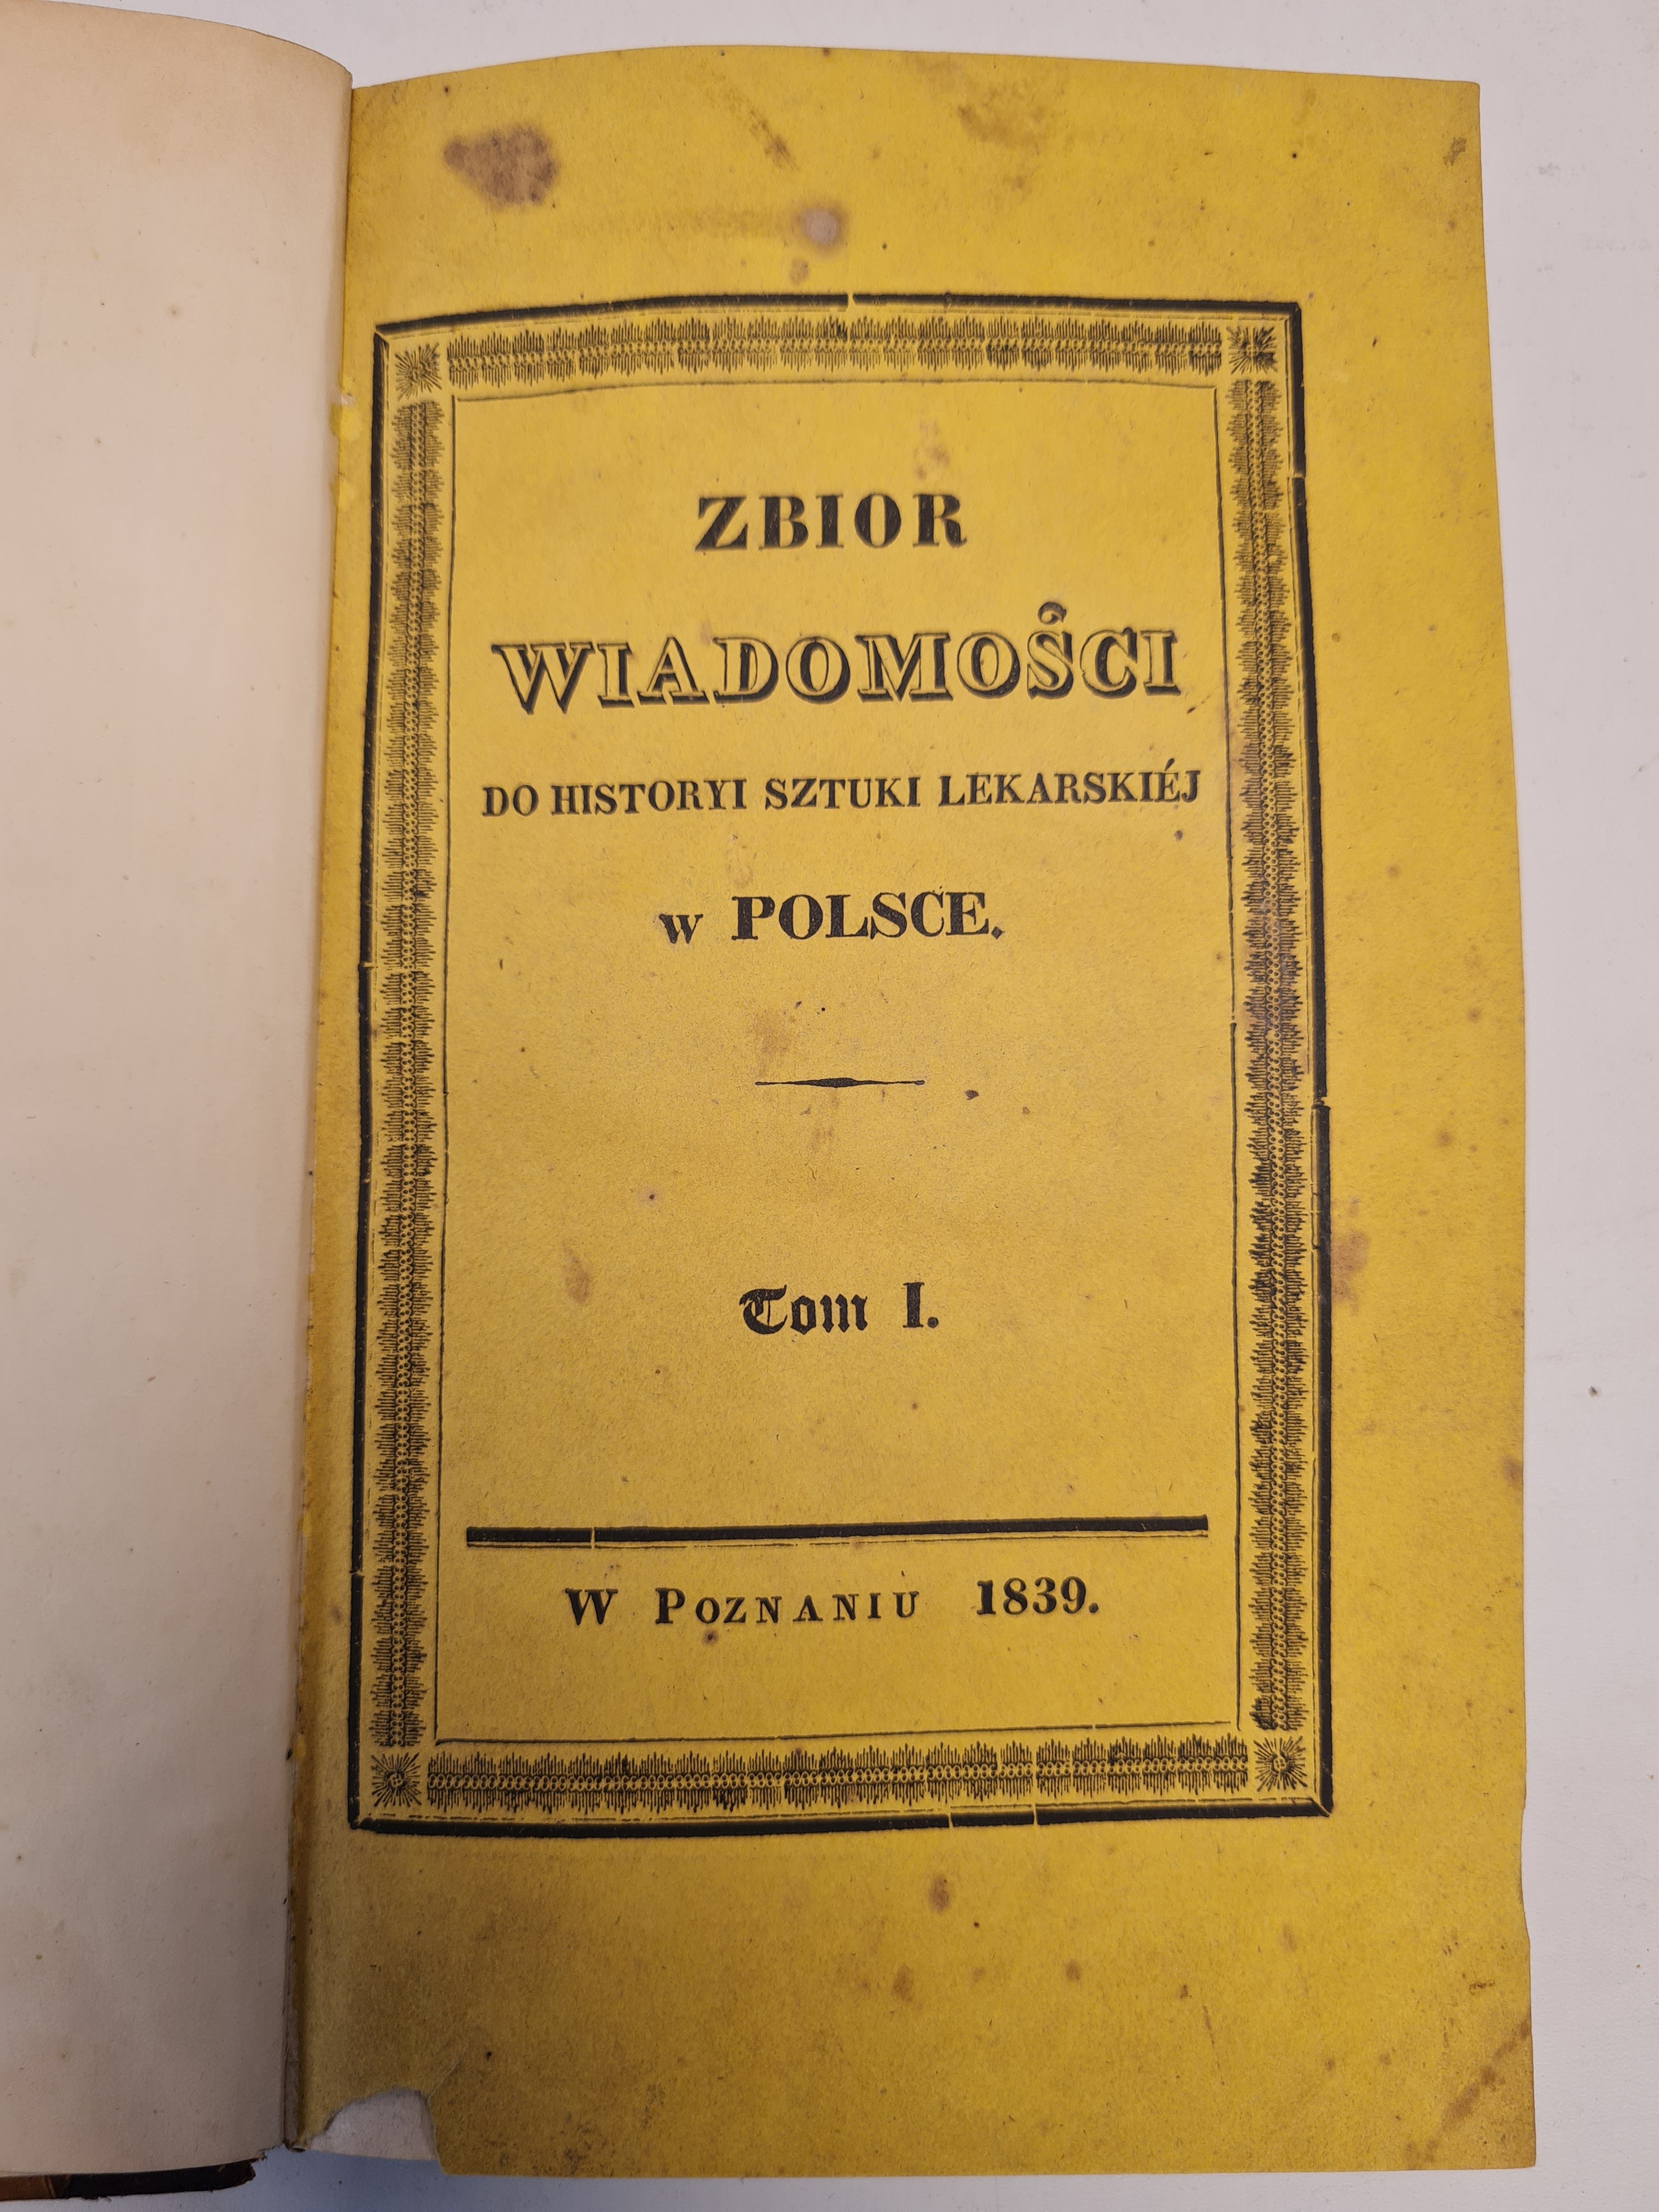 ZBIOR
WIADOMOŚCI
DO HISTORYI SZTUKI LEKARSKIÉJ
w POLSCE.
Tom I.
W POZNANIU 1839.